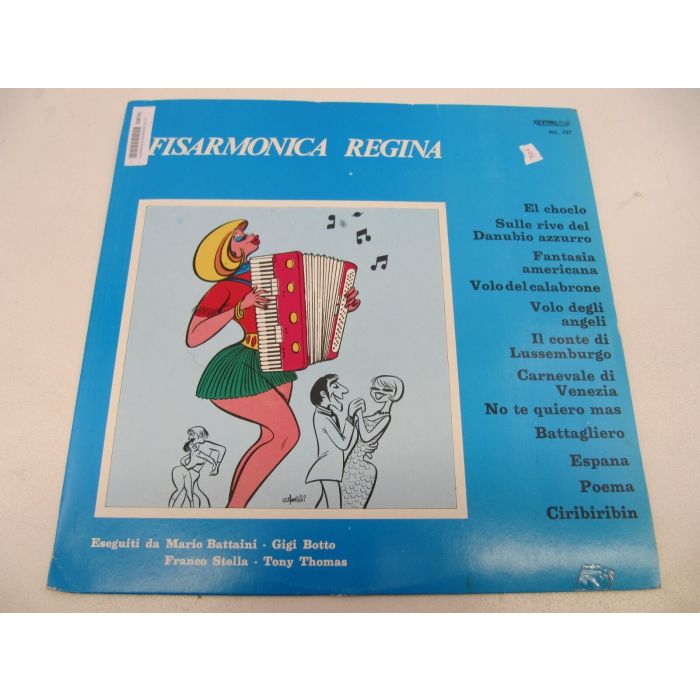 FISARMONICA REGINA
RV. 757
El choclo
Sulle rive del
Danubio azzurro
Fantasia
americana
Volo del calabrone
Volo degli
angeli
Il conte di
Lussemburgo
Carnevale di
Venezia
No te quiero mas
Battagliero
Espana
Poema
Ciribiribin
Eseguiti da Mario Battaini - Gigi Botto
Franco Stella - Tony Thomas